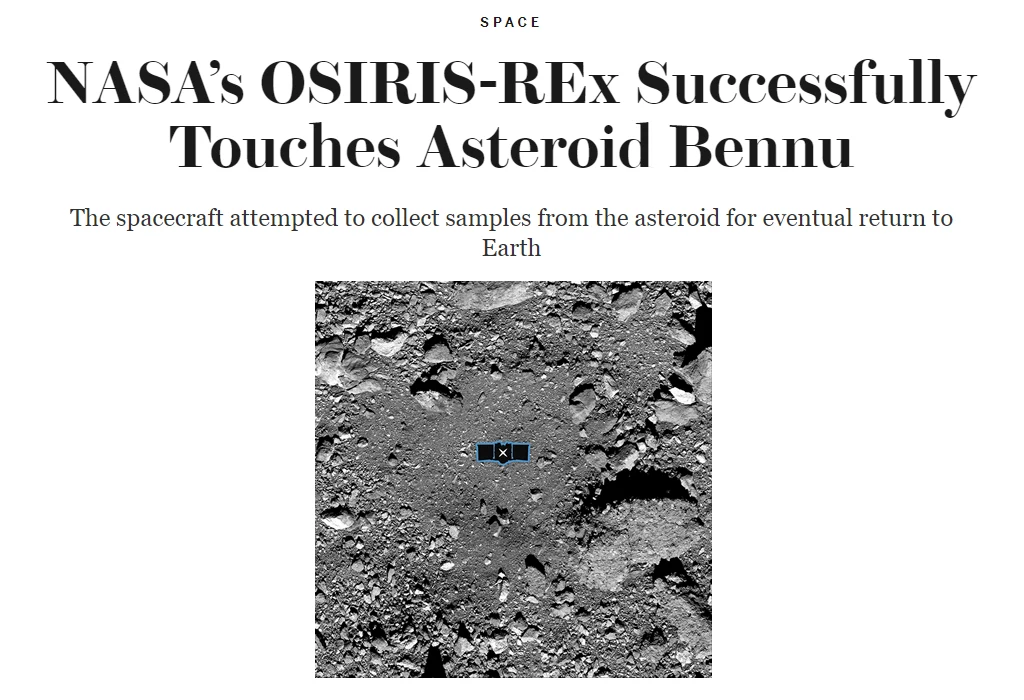 SPACE
NASA’s OSIRIS-REx Successfully
Touches Asteroid Bennu
The spacecraft attempted to collect samples from the asteroid for eventual return to
Earth